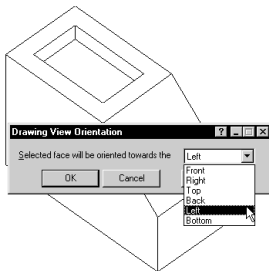 Drawing View Orientation
Selected face will be oriented towards the Left
OK Cancel
Front
Right
Top
Back
Left
Bottom